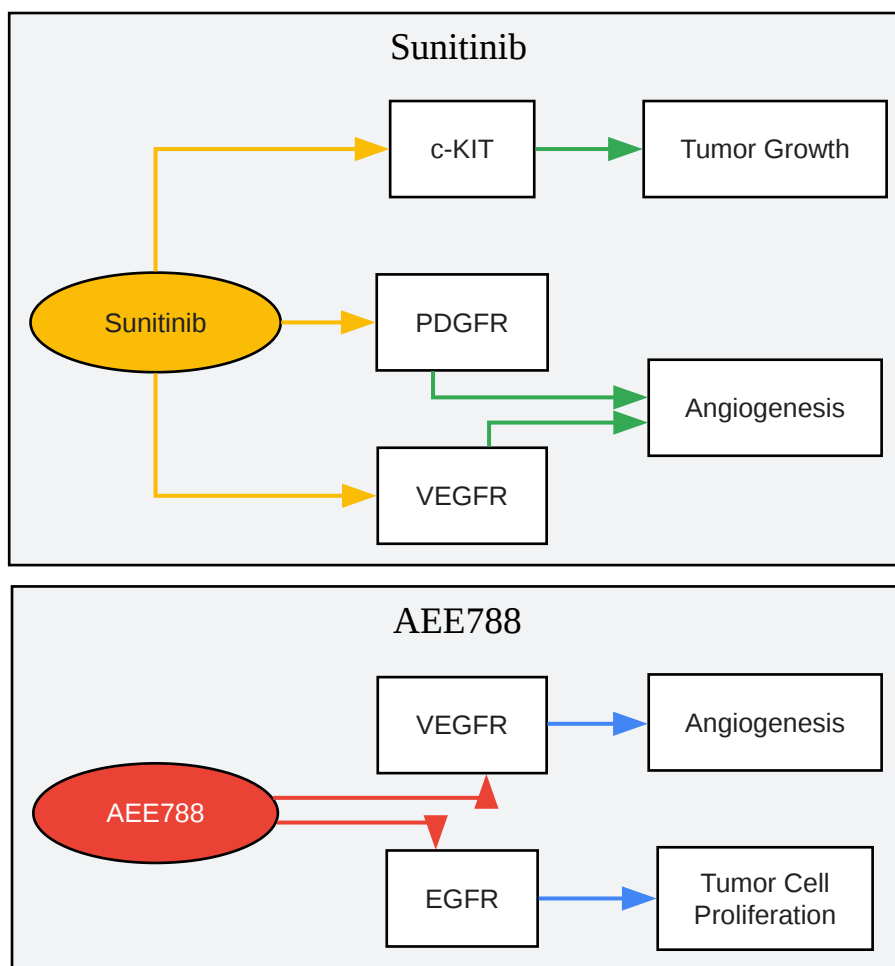 Sunitinib
c-KIT
Tumor Growth
Sunitinib
PDGFR
Angiogenesis
VEGFR
AEE788
VEGFR
Angiogenesis
AEE788
EGFR
Tumor Cell
Proliferation